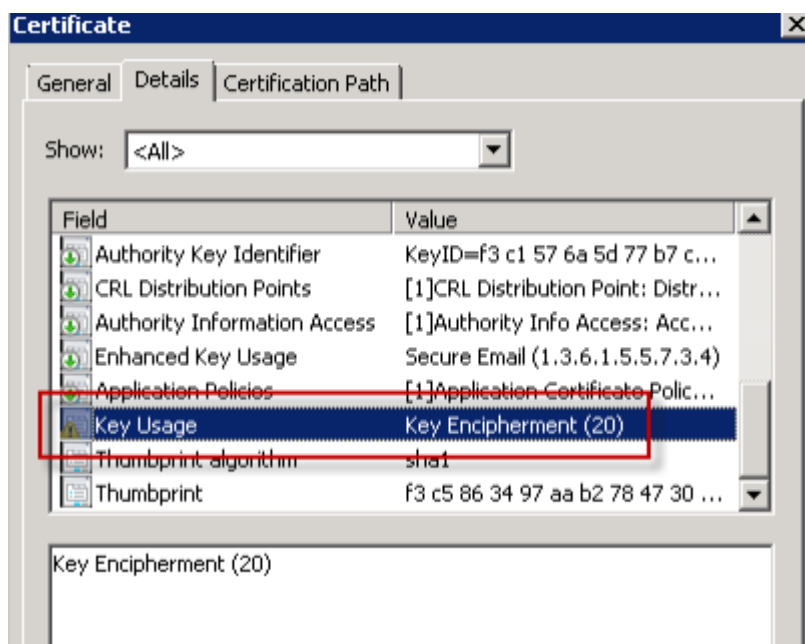 Certificate
General Details Certification Path
Show: <All>
Field Value
Authority Key Identifier KeyID=f3 c1 57 6a 5d 77 b7 c...
CRL Distribution Points [1]CRL Distribution Point: Distr...
Authority Information Access [1]Authority Info Access: Acc...
Enhanced Key Usage Secure Email (1.3.6.1.5.5.7.3.4)
Application Policies [1]Application Certificate Polic...
Key Usage Key Encipherment (20)
Thumbprint algorithm sha1
Thumbprint f3 c5 86 34 97 aa b2 78 47 30 ...
Key Encipherment (20)